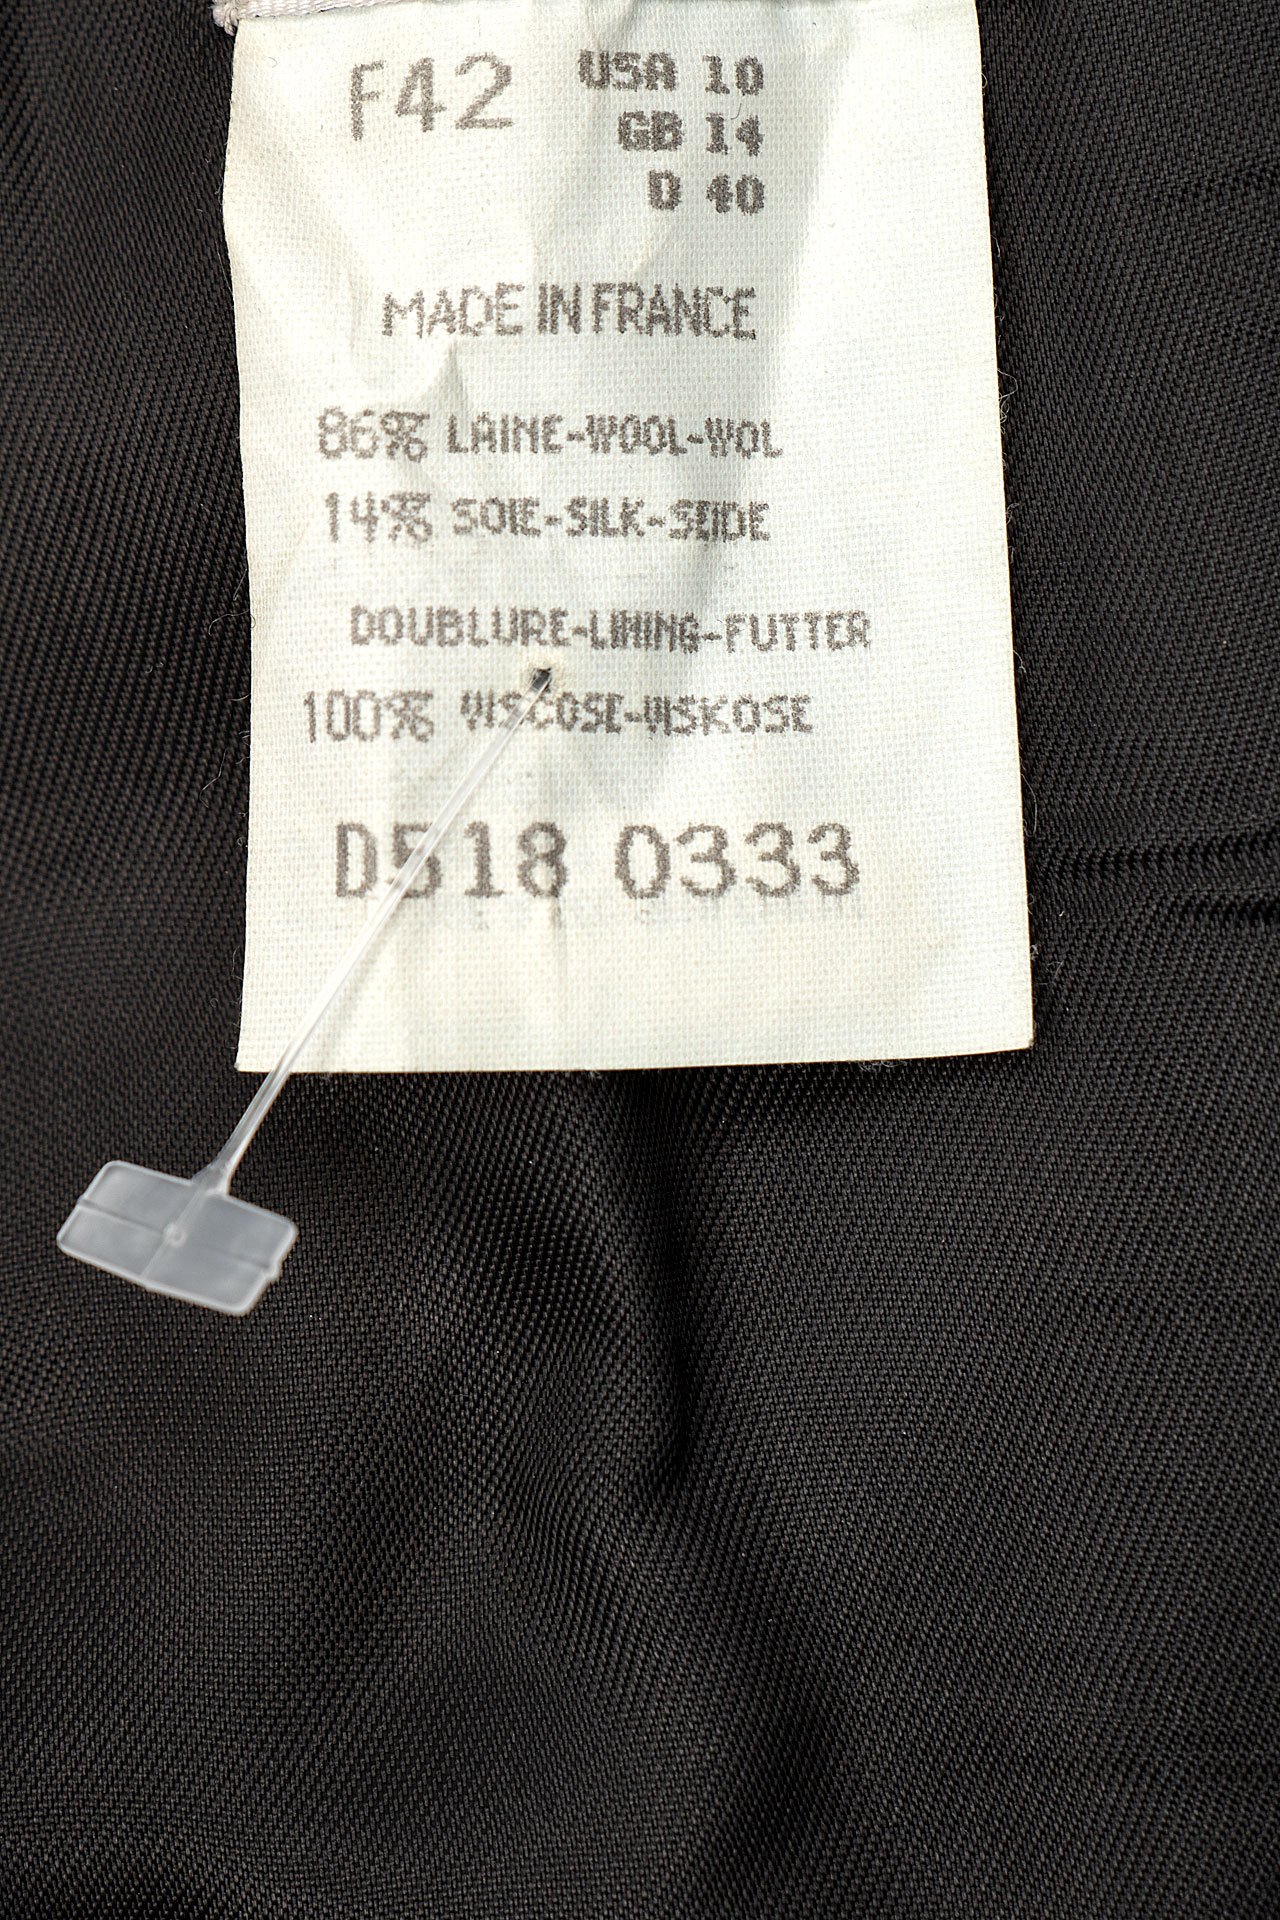 F42 USA 10
GB 14
D 40
MADE IN FRANCE
86% LAINE-WOOL-WOL
14% SOIE-SILK-SEIDE
DOUBLURE-LINING-FUTTER
100% VISCOSE-VISKOSE
D518 0333